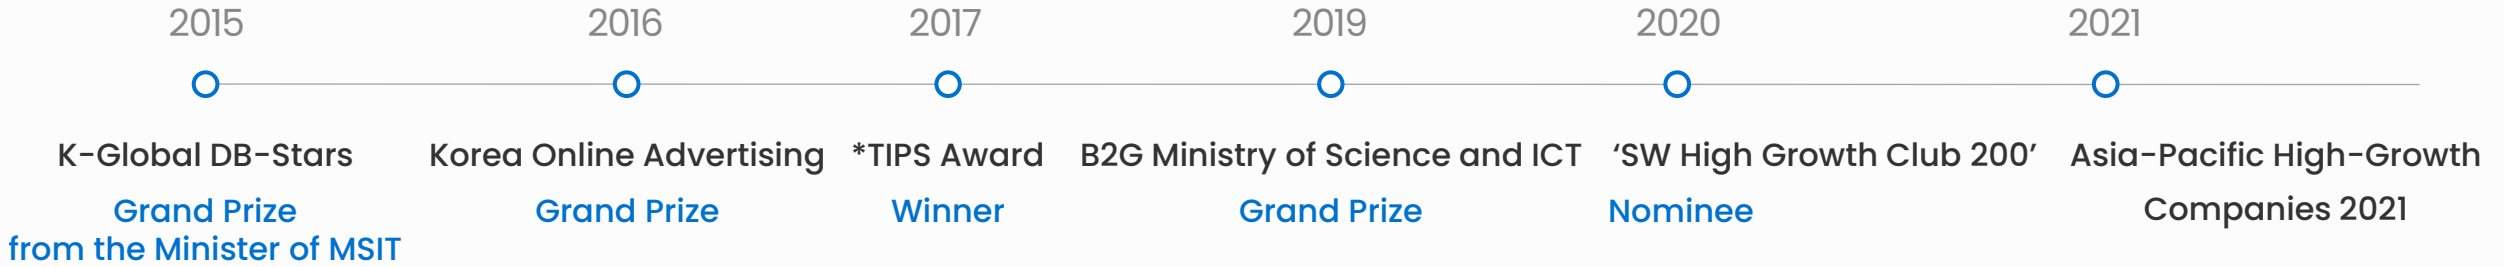 2015
K-Global DB-Stars
Grand Prize
from the Minister of MSIT
2016
Korea Online Advertising
Grand Prize
2017
*TIPS Award
Winner
2019
B2G Ministry of Science and ICT
Grand Prize
2020
‘SW High Growth Club 200’
Nominee
2021
Asia-Pacific High-Growth
Companies 2021